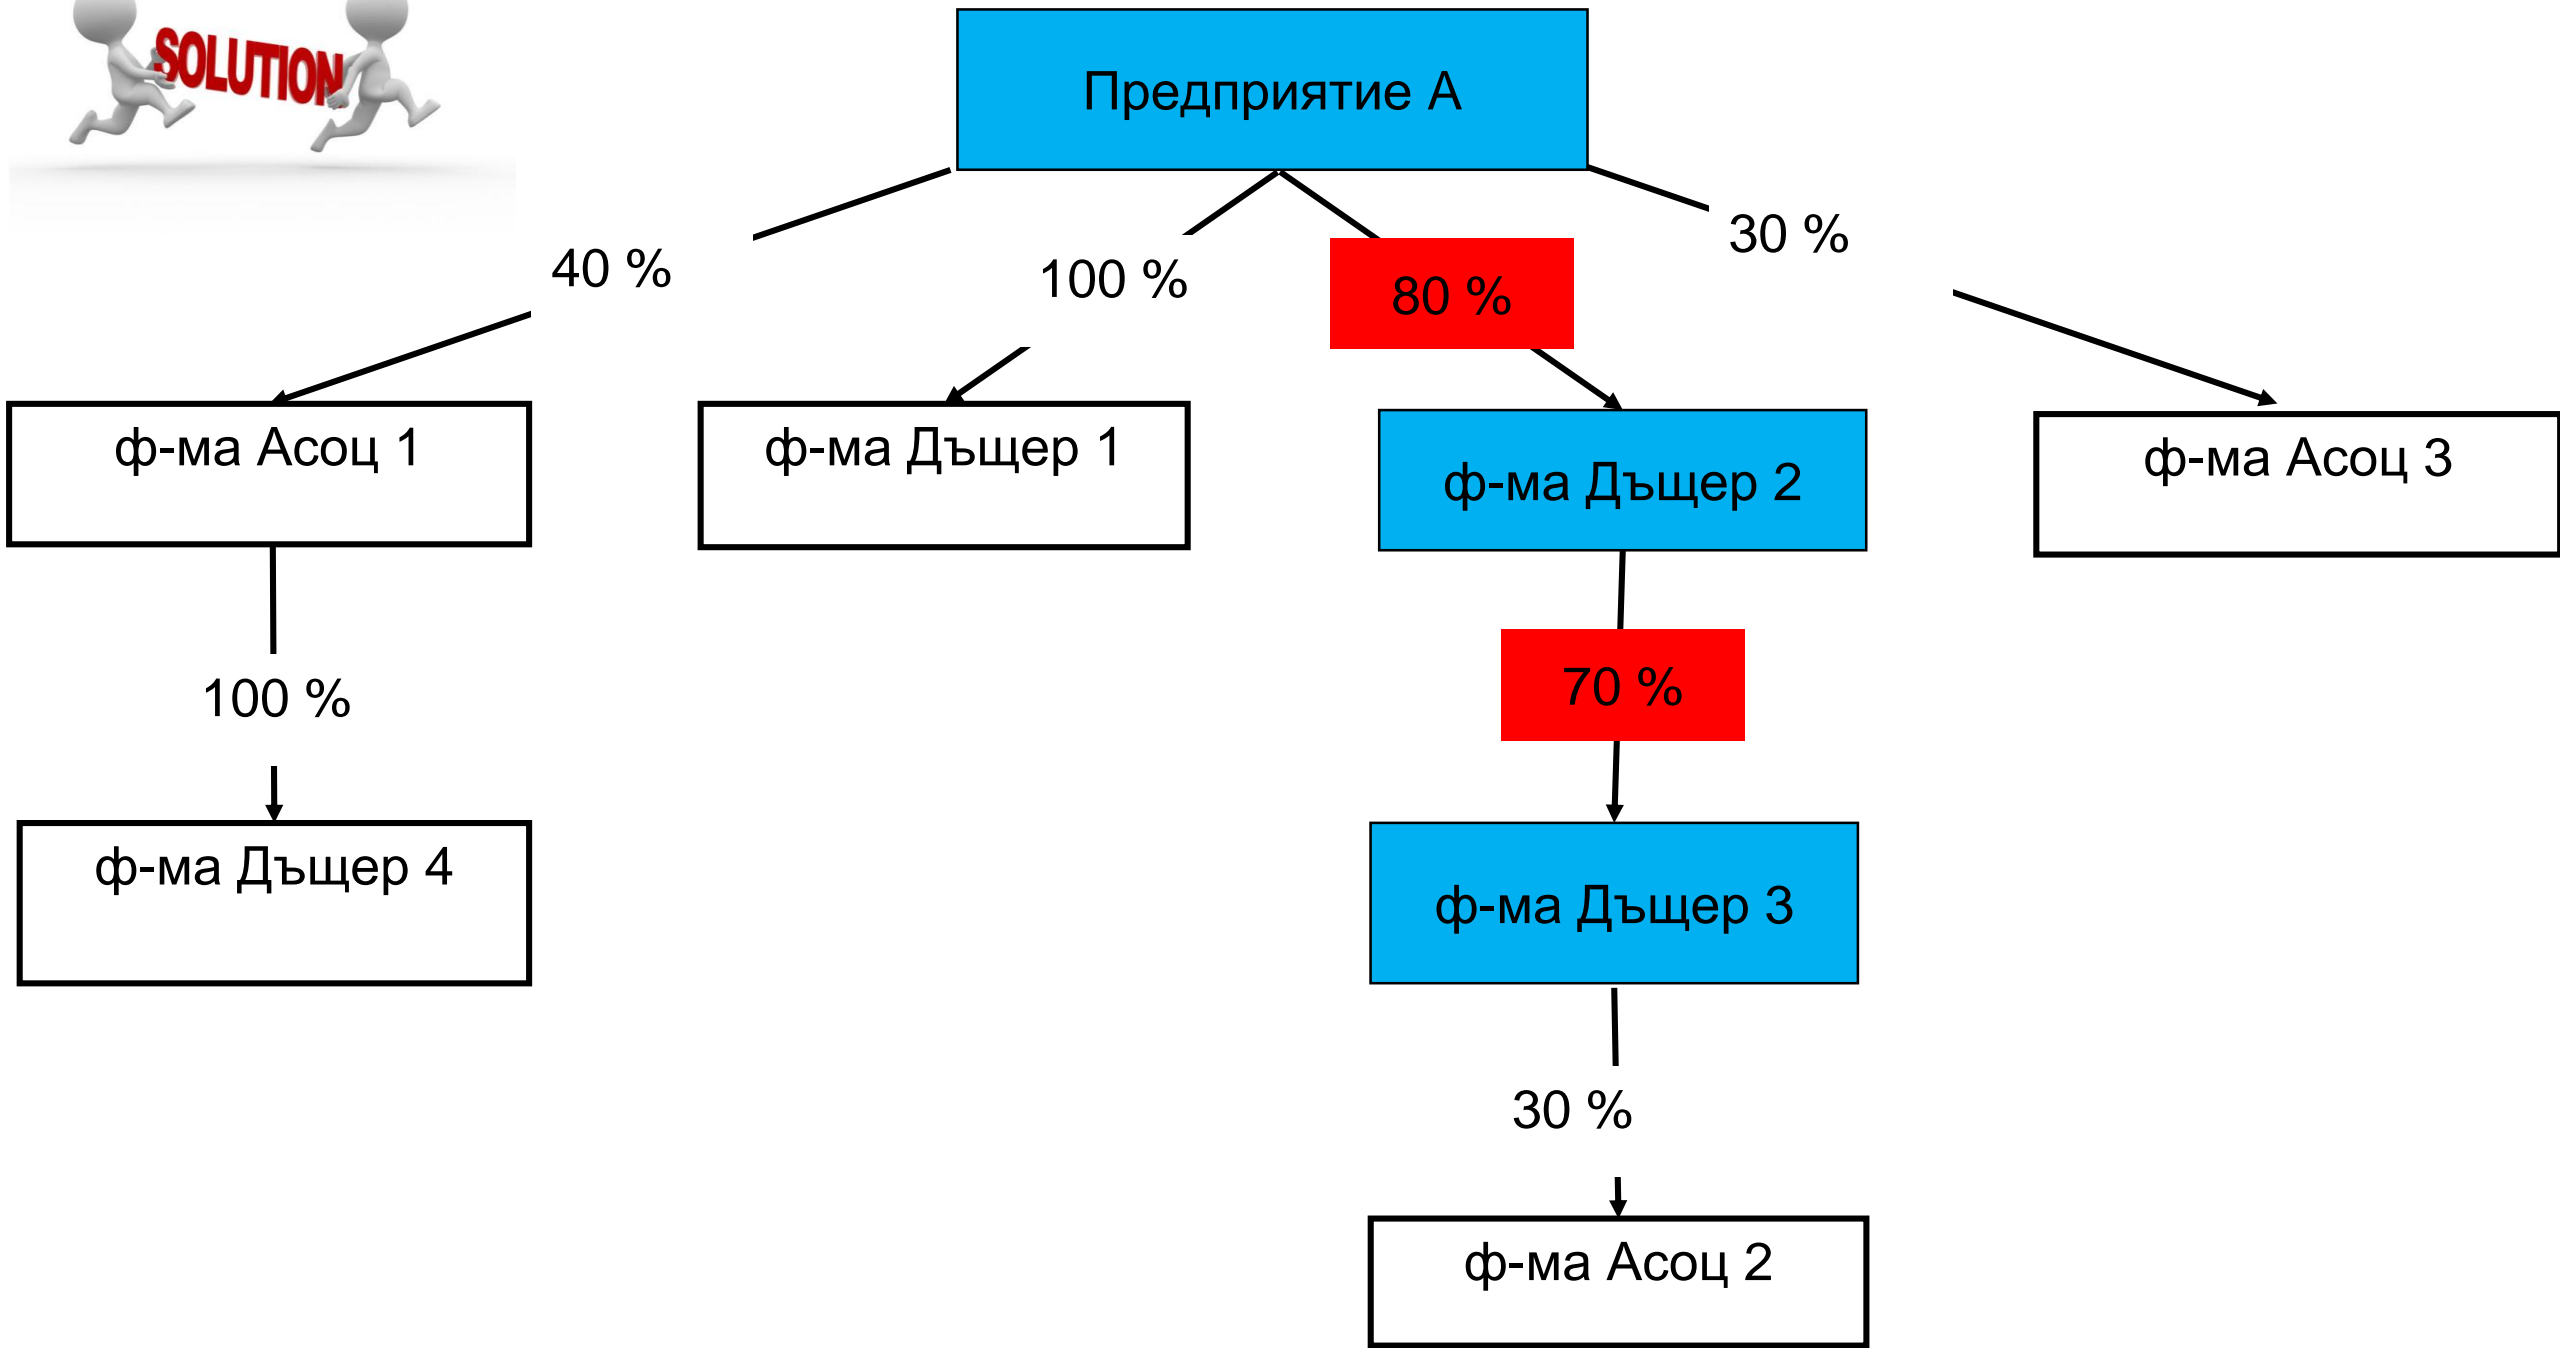 SOLUTION
Предприятие А
40 %
100 %
80 %
30 %
ф-ма Асоц 1
ф-ма Дъщер 1
ф-ма Дъщер 2
ф-ма Асоц 3
100 %
70 %
ф-ма Дъщер 4
ф-ма Дъщер 3
30 %
ф-ма Асоц 2